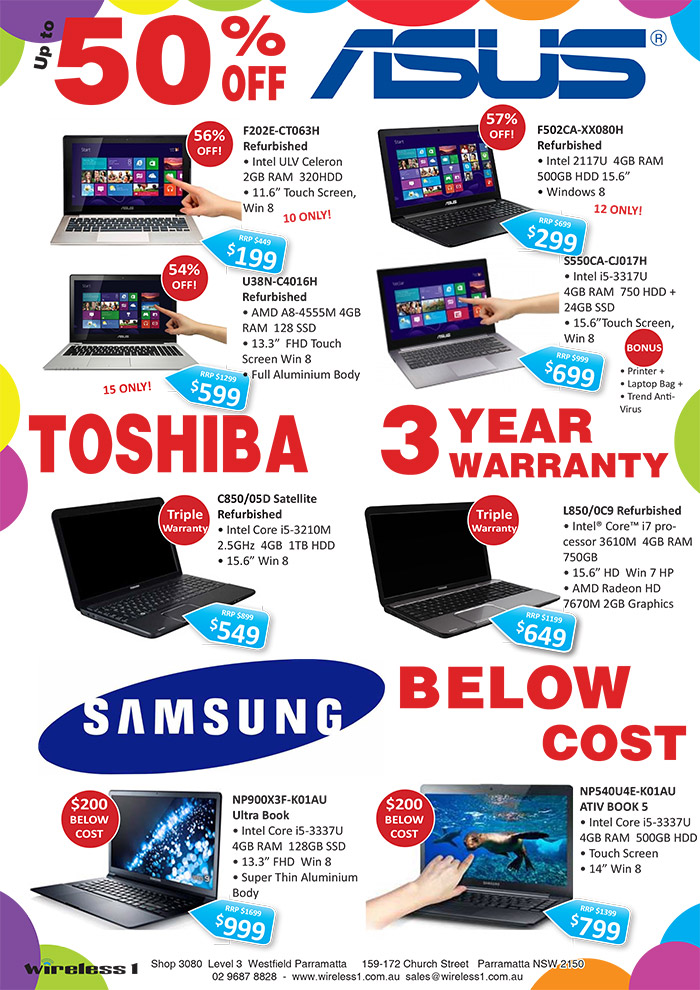 Up to
50% OFF
ASUS®
56% OFF!
F202E-CT063H
Refurbished
• Intel ULV Celeron
2GB RAM 320HDD
• 11.6” Touch Screen,
Win 8
10 ONLY!
RRP $449
$199
57% OFF!
F502CA-XX080H
Refurbished
• Intel 2117U 4GB RAM
500GB HDD 15.6”
• Windows 8
12 ONLY!
RRP $699
$299
54% OFF!
U38N-C4016H
Refurbished
• AMD A8-4555M 4GB
RAM 128 SSD
• 13.3” FHD Touch
Screen Win 8
• Full Aluminium Body
15 ONLY!
RRP $1299
$599
S550CA-CJ017H
• Intel i5-3317U
4GB RAM 750 HDD +
24GB SSD
• 15.6”Touch Screen,
Win 8
BONUS
• Printer +
• Laptop Bag +
• Trend Anti-
Virus
RRP $999
$699
TOSHIBA
3 YEAR
WARRANTY
Triple
Warranty
C850/05D Satellite
Refurbished
• Intel Core i5-3210M
2.5GHz 4GB 1TB HDD
• 15.6” Win 8
RRP $899
$549
Triple
Warranty
L850/0C9 Refurbished
• Intel® Core™ i7 pro-
cessor 3610M 4GB RAM
750GB
• 15.6” HD Win 7 HP
• AMD Radeon HD
7670M 2GB Graphics
RRP $1199
$649
SAMSUNG
BELOW
COST
$200
BELOW
COST
NP900X3F-K01AU
Ultra Book
• Intel Core i5-3337U
4GB RAM 128GB SSD
• 13.3” FHD Win 8
• Super Thin Aluminium
Body
RRP $1699
$999
$200
BELOW
COST
NP540U4E-K01AU
ATIV BOOK 5
• Intel Core i5-3337U
4GB RAM 500GB HDD
• Touch Screen
• 14” Win 8
RRP $1399
$799
wireless 1
Shop 3080 Level 3 Westfield Parramatta 159-172 Church Street Parramatta NSW 2150
02 9687 8828 - www.wireless1.com.au sales@wireless1.com.au